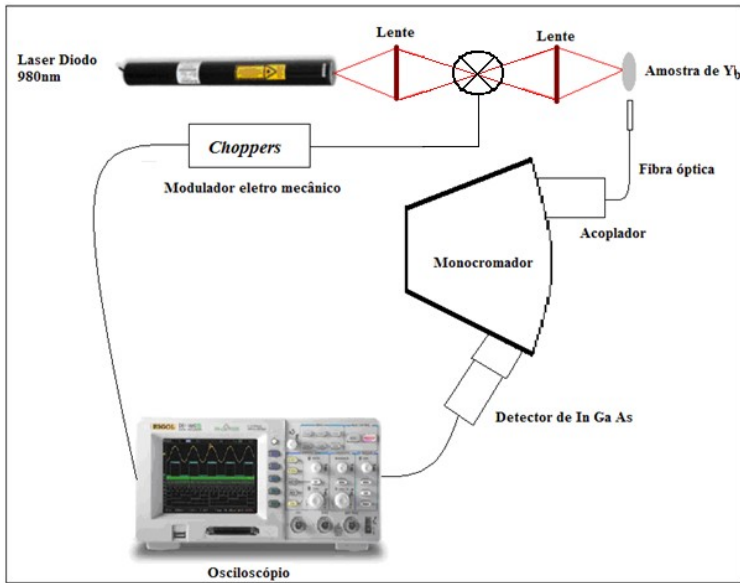 Lente
Lente
Laser Diodo
980nm
Amostra de Yb
Choppers
Modulador eletro mecânico
Fibra óptica
Acoplador
Monocromador
Detector de In Ga As
RIGOL
Osciloscópio